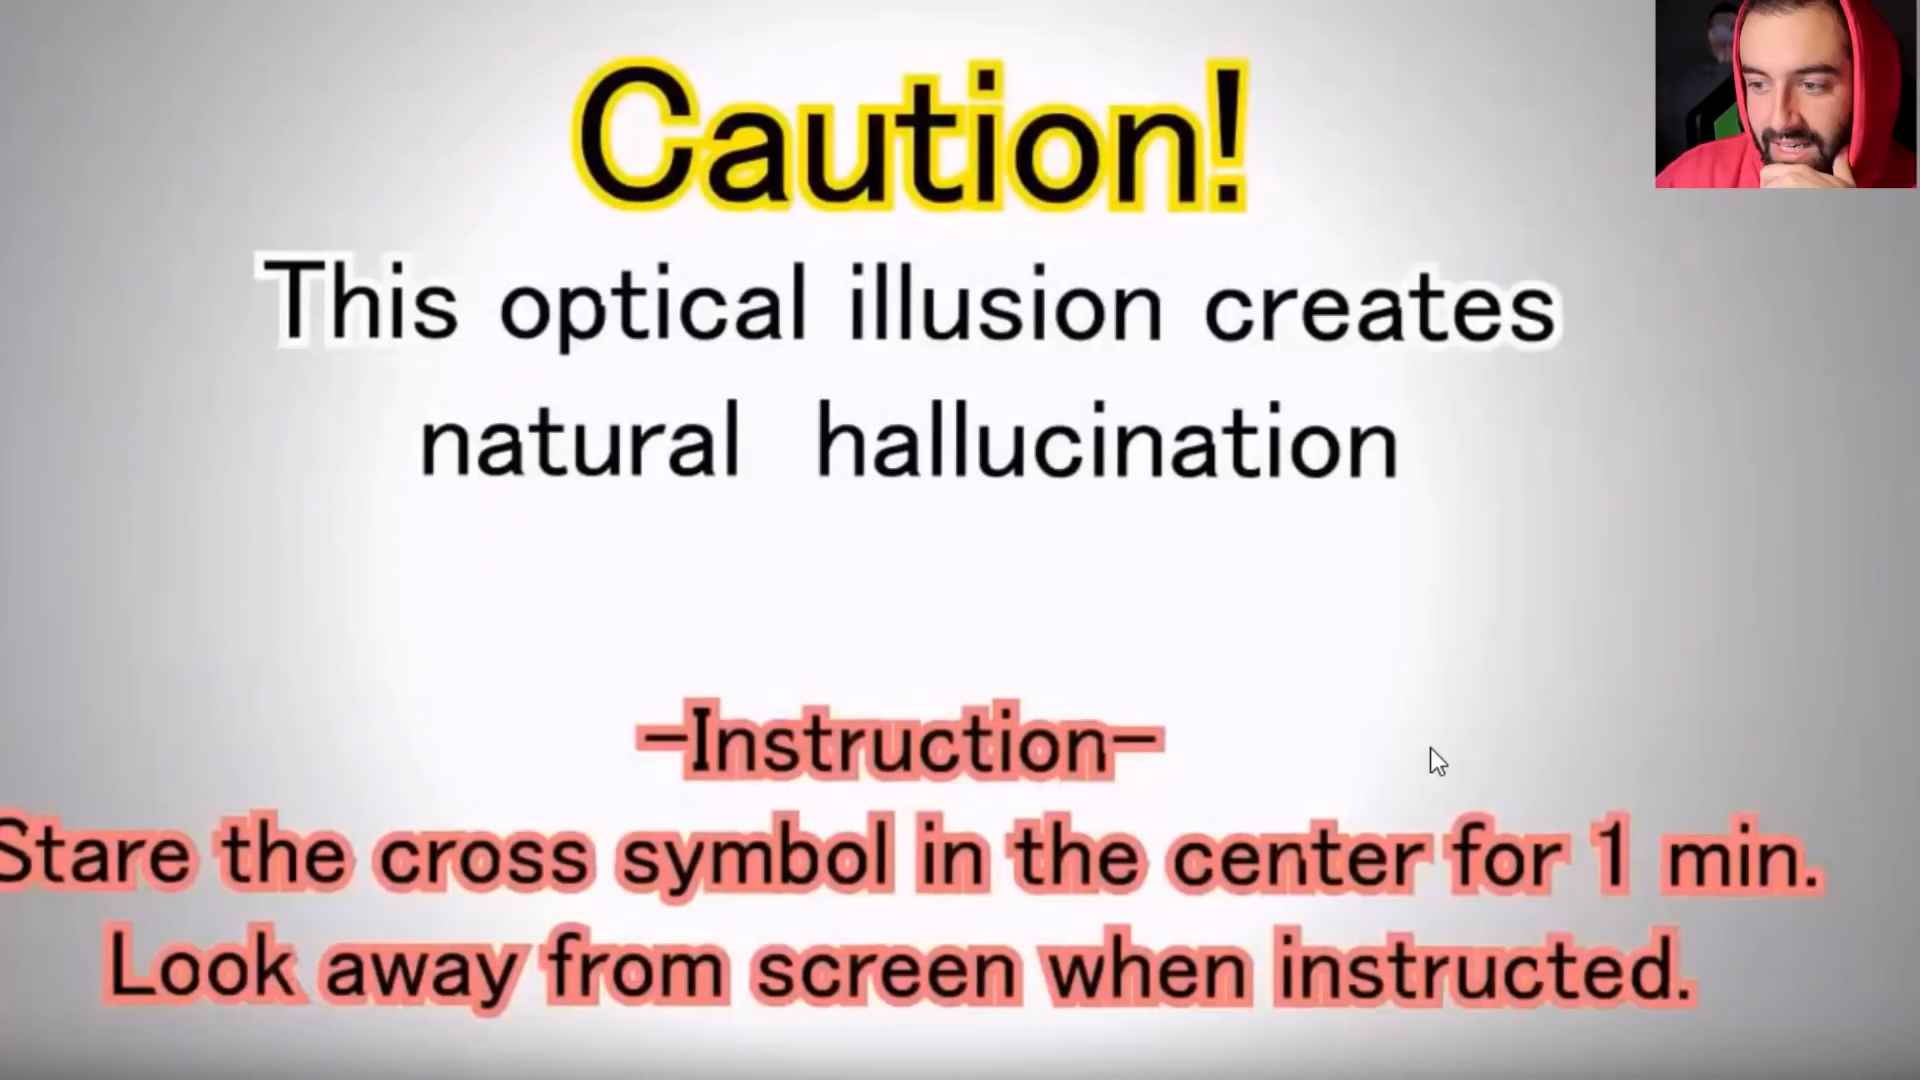 Caution!
This optical illusion creates
natural hallucination
-Instruction-
Stare the cross symbol in the center for 1 min.
Look away from screen when instructed.